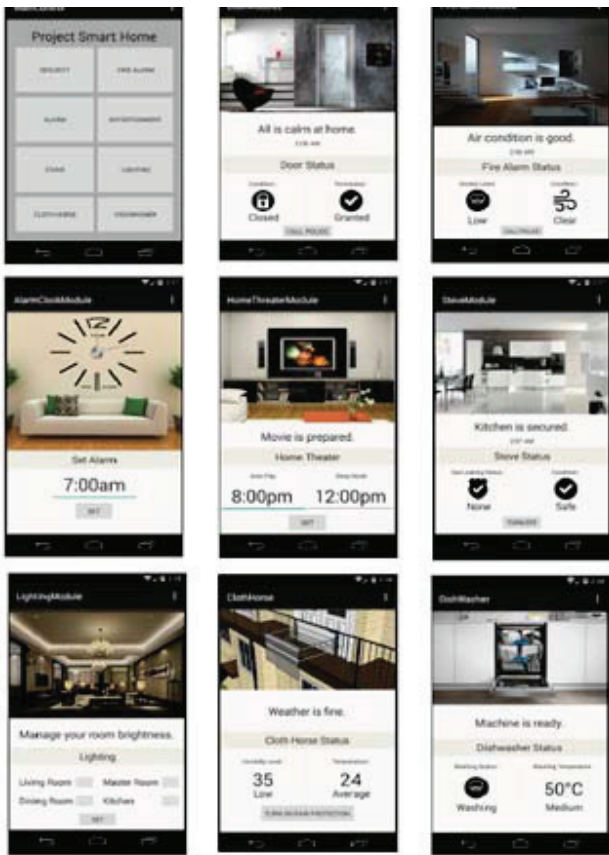 Project Smart Home
SECURITY
FIRE ALARM
ALARM
ENTERTAINMENT
STOVE
LIGHTING
CLOTH HORSE
DISHWASHER
All is calm at home.
Door Status
Closed
Granted
CALL POLICE
Air condition is good.
Fire Alarm Status
Low
Clear
CALL POLICE
AlarmClockModule
Set Alarm
7:00am
SET
HomeTheaterModule
Movie is prepared.
Home Theater
8:00pm
12:00pm
SET
StoveModule
Kitchen is secured.
Stove Status
None
Safe
LightingModule
Manage your room brightness.
Lighting
Living Room
Master Room
Dining Room
Kitchen
SET
ClothHorse
Weather is fine.
Cloth Horse Status
35
Low
24
Average
DishWasher
Machine is ready.
Dishwasher Status
Washing
50°C
Medium